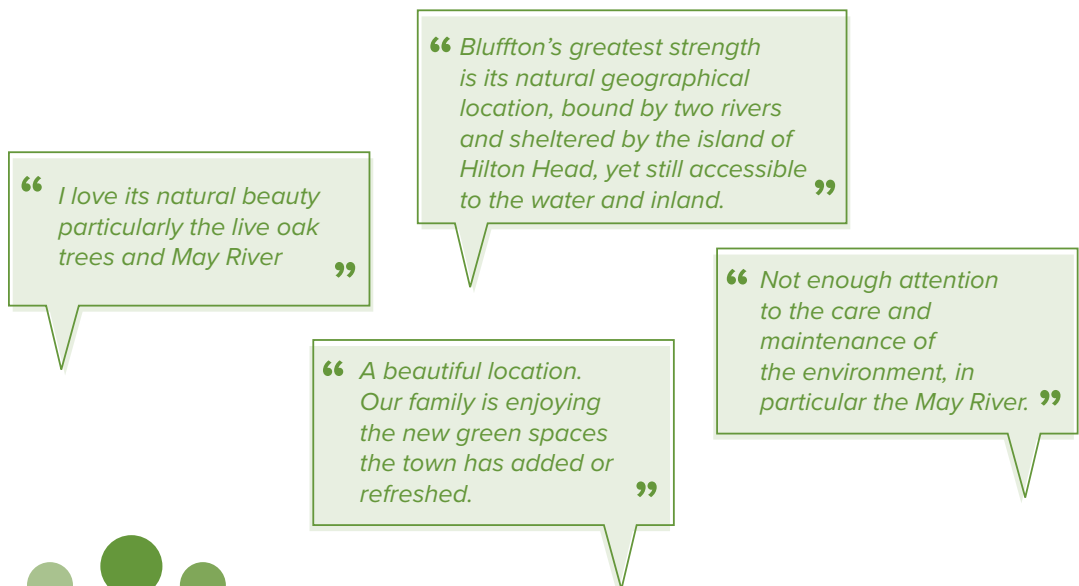 “ Bluffton’s greatest strength
is its natural geographical
location, bound by two rivers
and sheltered by the island of
Hilton Head, yet still accessible
to the water and inland. ”
“ I love its natural beauty
particularly the live oak
trees and May River ”
“ Not enough attention
to the care and
maintenance of
the environment, in
particular the May River. ”
“ A beautiful location.
Our family is enjoying
the new green spaces
the town has added or
refreshed. ”